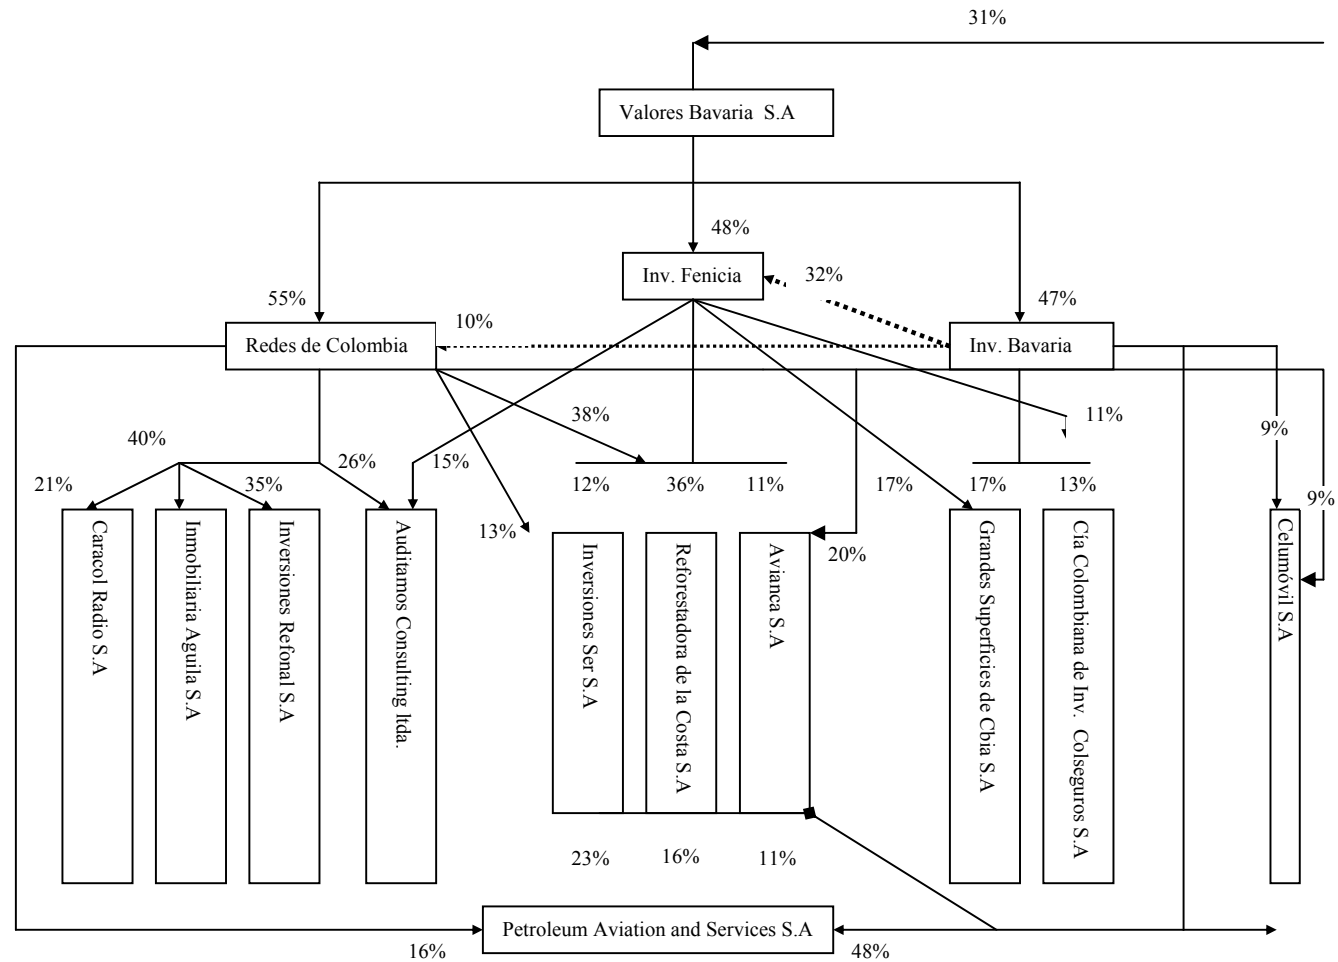 31%
Valores Bavaria S.A
48%
Inv. Fenicia
32%
55%
47%
10%
Redes de Colombia
Inv. Bavaria
38%
11%
40%
9%
26%
15%
21%
35%
12%
36%
11%
17%
17%
13%
9%
13%
20%
Caracol Radio S.A
Inmobiliaria Aguila S.A
Inversiones Refonal S.A
Auditamos Consulting ltda.
Inversiones Ser S.A
Reforestadora de la Costa S.A
Avianca S.A
Grandes Superficies de Cbia S.A
Cía Colombiana de Inv. Colseguros S.A
Celumóvil S.A
23%
16%
11%
Petroleum Aviation and Services S.A
16%
48%